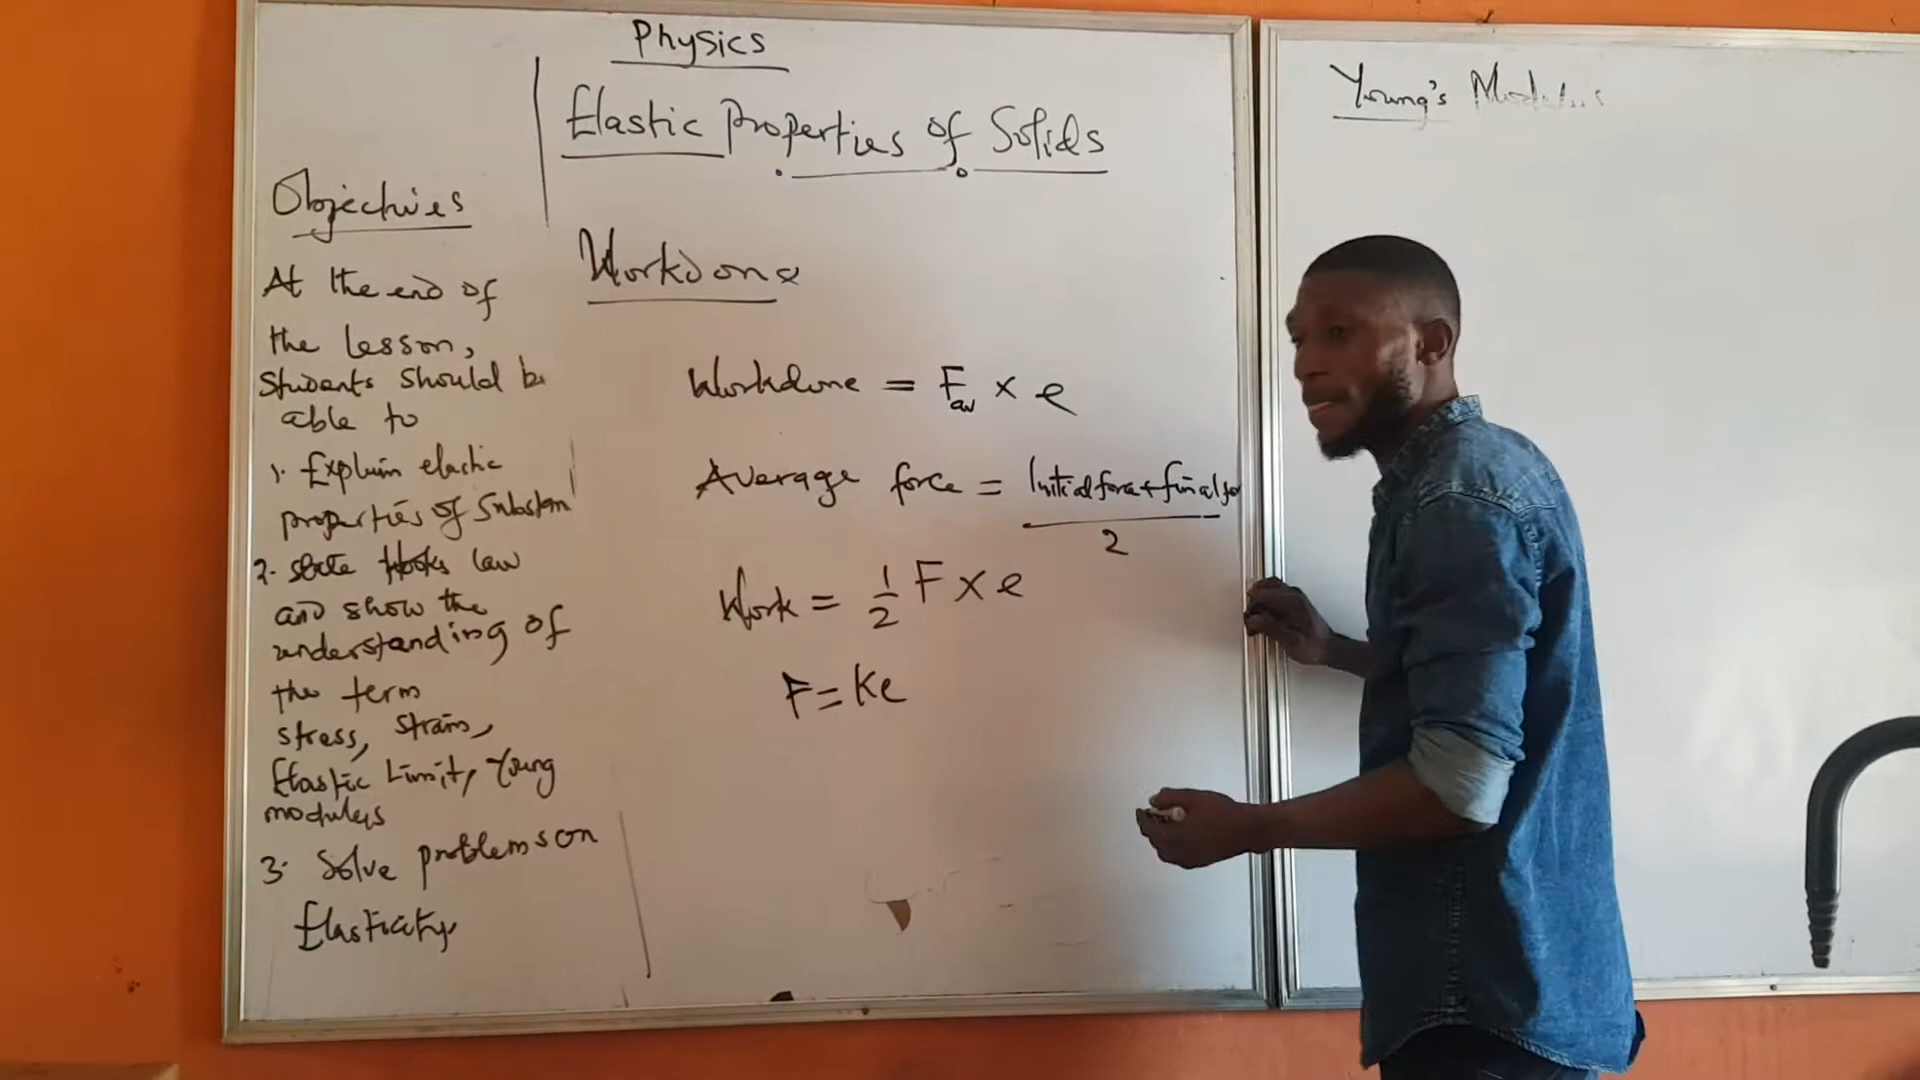 Physics
Elastic Properties of Solids
Objectives
At the end of
the lesson,
Students should be
able to
1. Explain elastic
properties of Substan
2. State Hooks law
and show the
understanding of
the term
stress, strain,
Elastic Limit, Young
modulus
3. Solve problems on
Elasticity
Workdone
Workdone = Fav × e
Average force = Initial force + final fo
2
Work = 1/2 F × e
F = Ke
Young's Modulus